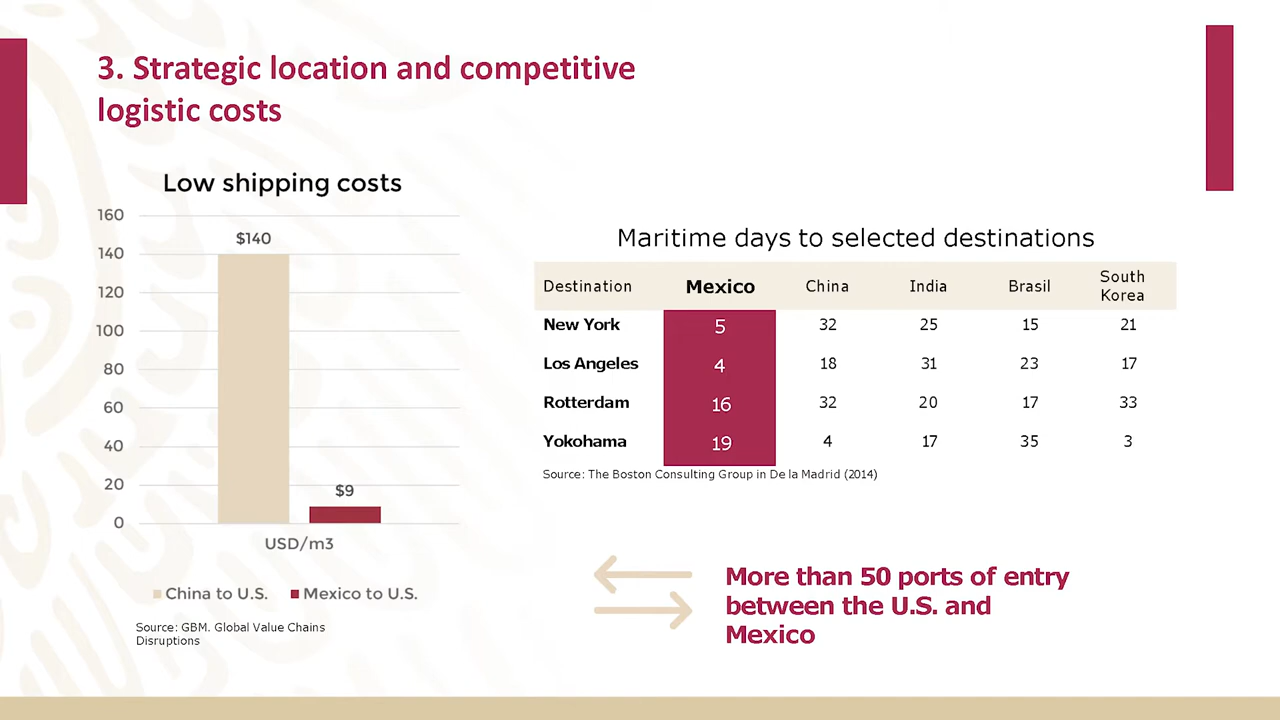 3. Strategic location and competitive
logistic costs
Low shipping costs
160
140
120
100
80
60
40
20
0
$140
$9
USD/m3
China to U.S. Mexico to U.S.
Source: GBM. Global Value Chains
Disruptions
Maritime days to selected destinations
Destination Mexico China India Brasil South Korea
New York 5 32 25 15 21
Los Angeles 4 18 31 23 17
Rotterdam 16 32 20 17 33
Yokohama 19 4 17 35 3
Source: The Boston Consulting Group in De la Madrid (2014)
More than 50 ports of entry
between the U.S. and
Mexico